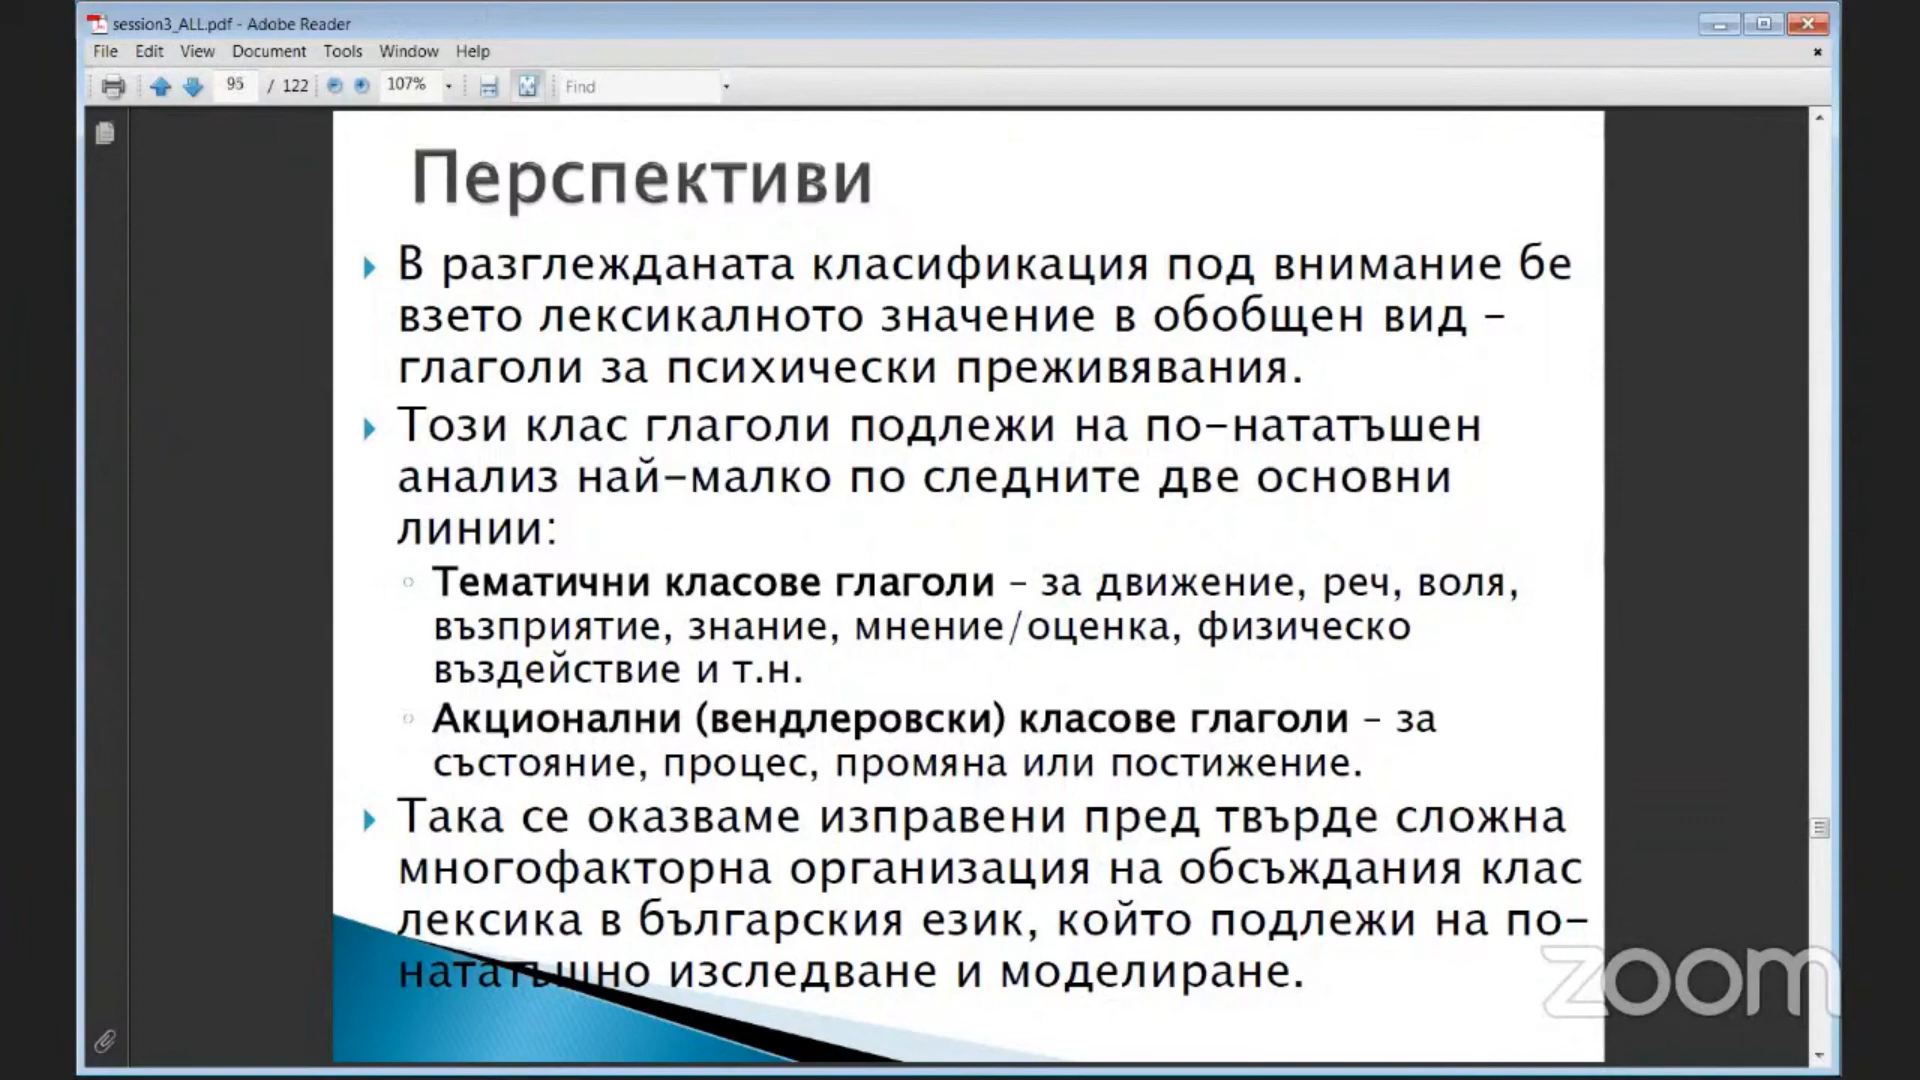 session3_ALL.pdf - Adobe Reader
File Edit View Document Tools Window Help
95 / 122 107% Find
Перспективи
В разглежданата класификация под внимание бе
взето лексикалното значение в обобщен вид –
глаголи за психически преживявания.
Този клас глаголи подлежи на по-нататъшен
анализ най-малко по следните две основни
линии:
Тематични класове глаголи – за движение, реч, воля,
възприятие, знание, мнение/оценка, физическо
въздействие и т.н.
Акционални (вендлеровски) класове глаголи – за
състояние, процес, промяна или постижение.
Така се оказваме изправени пред твърде сложна
многофакторна организация на обсъждания клас
лексика в българския език, който подлежи на по-
нататъшно изследване и моделиране.
zoom